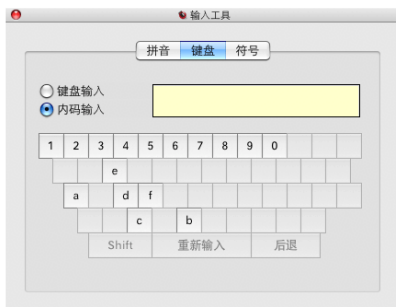 输入工具
拼音 键盘 符号
键盘输入
内码输入
1 2 3 4 5 6 7 8 9 0
e
a d f
c b
Shift 重新输入 后退